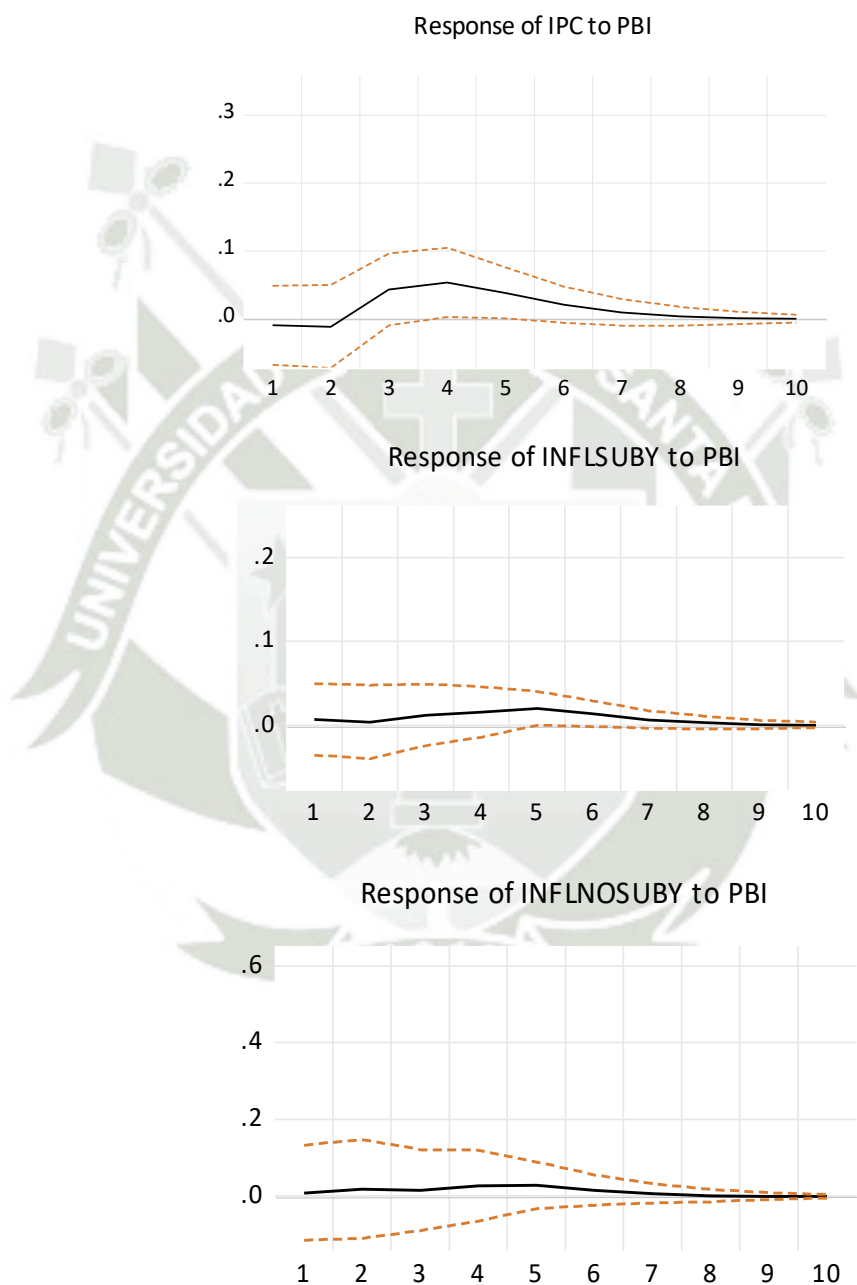 Response of IPC to PBI
.3
.2
.1
.0
1 2 3 4 5 6 7 8 9 10
UNIVERSIDAD
SANTA
Response of INFLSUBY to PBI
.2
.1
.0
1 2 3 4 5 6 7 8 9 10
Response of INFLNOSUBY to PBI
.6
.4
.2
.0
1 2 3 4 5 6 7 8 9 10